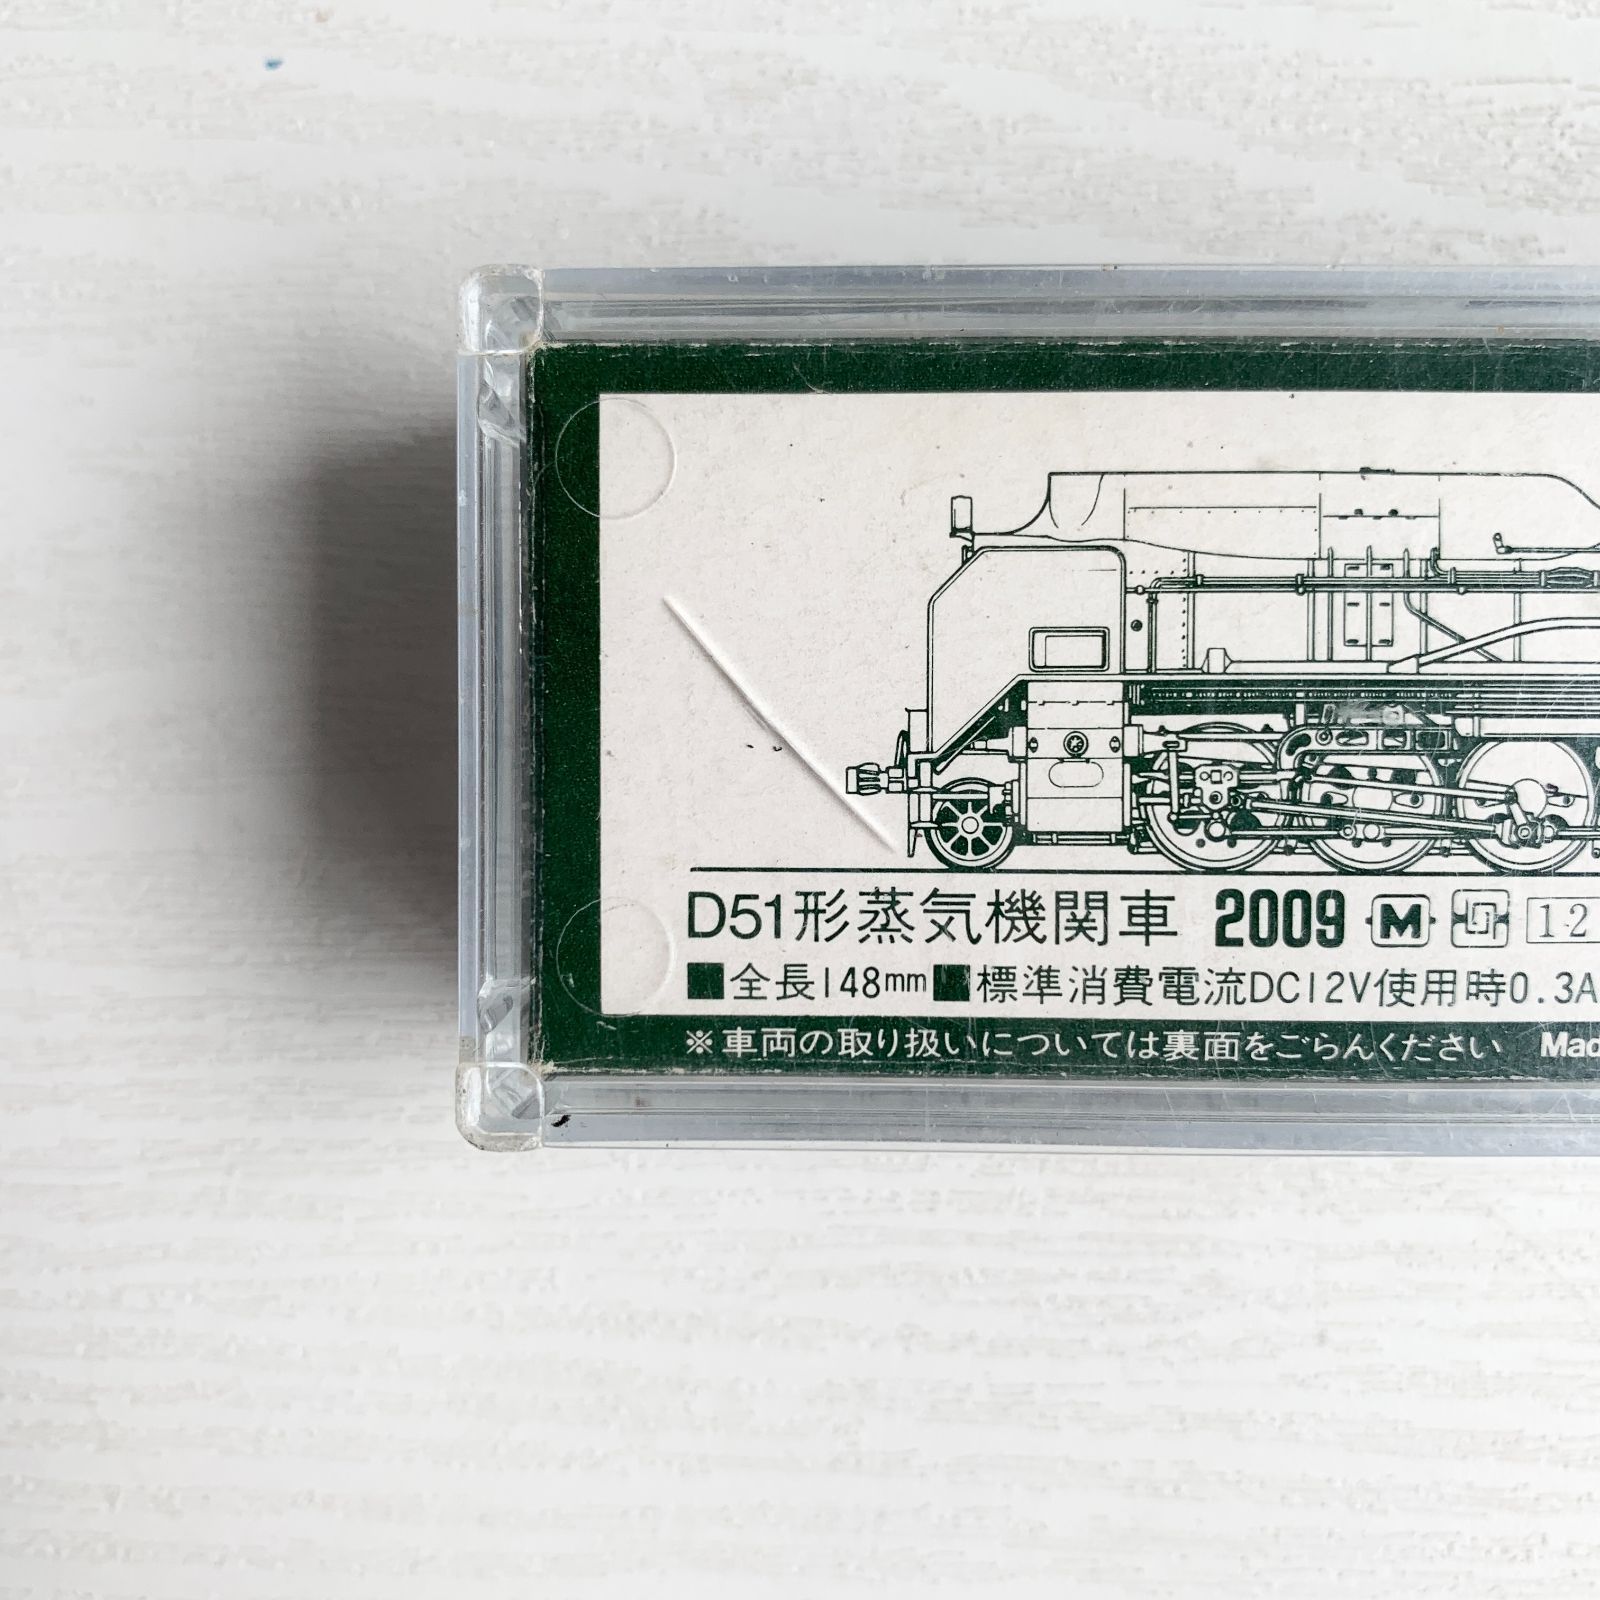 D51形蒸気機関車 2009 M 12
■全長148mm■標準消費電流DC12V使用時0.3A
※車両の取り扱いについては裏面をごらんください Mad